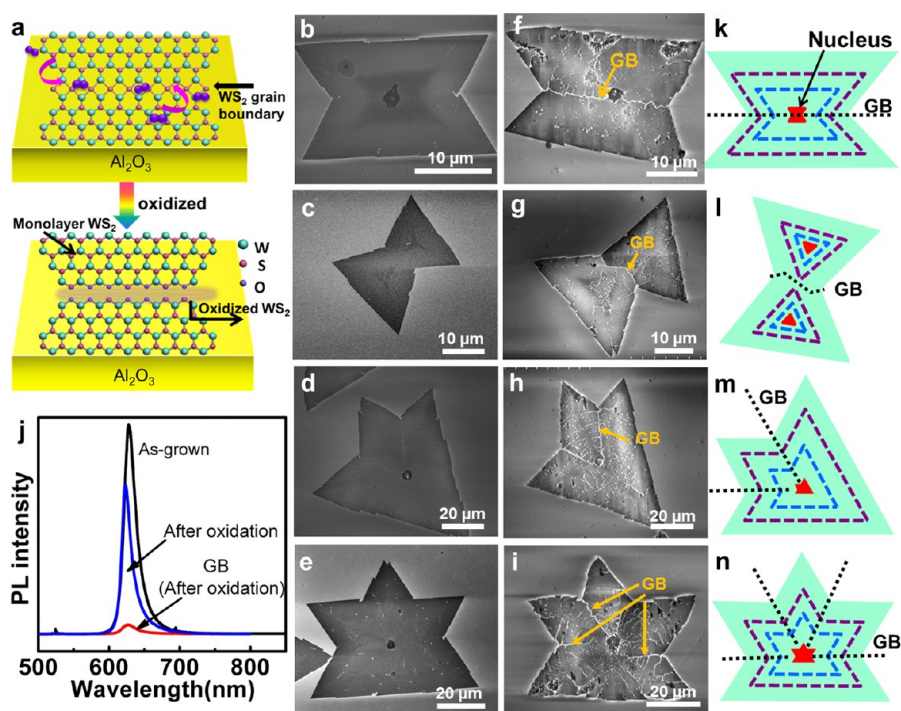 a
WS2 grain
boundary
Al2O3
oxidized
Monolayer WS2
W
S
O
Oxidized WS2
Al2O3
b
10 µm
c
10 µm
d
20 µm
e
20 µm
f
GB
10 µm
g
GB
10 µm
h
GB
20 µm
i
GB
20 µm
j
As-grown
After oxidation
GB
(After oxidation)
PL intensity
500
600
700
800
Wavelength(nm)
k
Nucleus
GB
l
GB
m
GB
n
GB